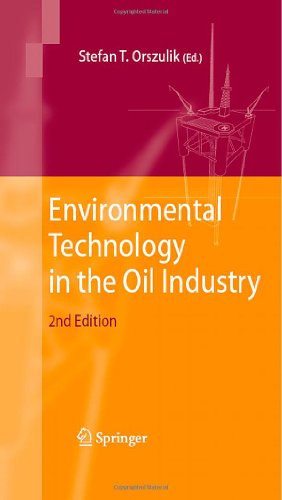 Stefan T. Orszulik (Ed.)
Environmental
Technology
in the Oil Industry
2nd Edition
Springer